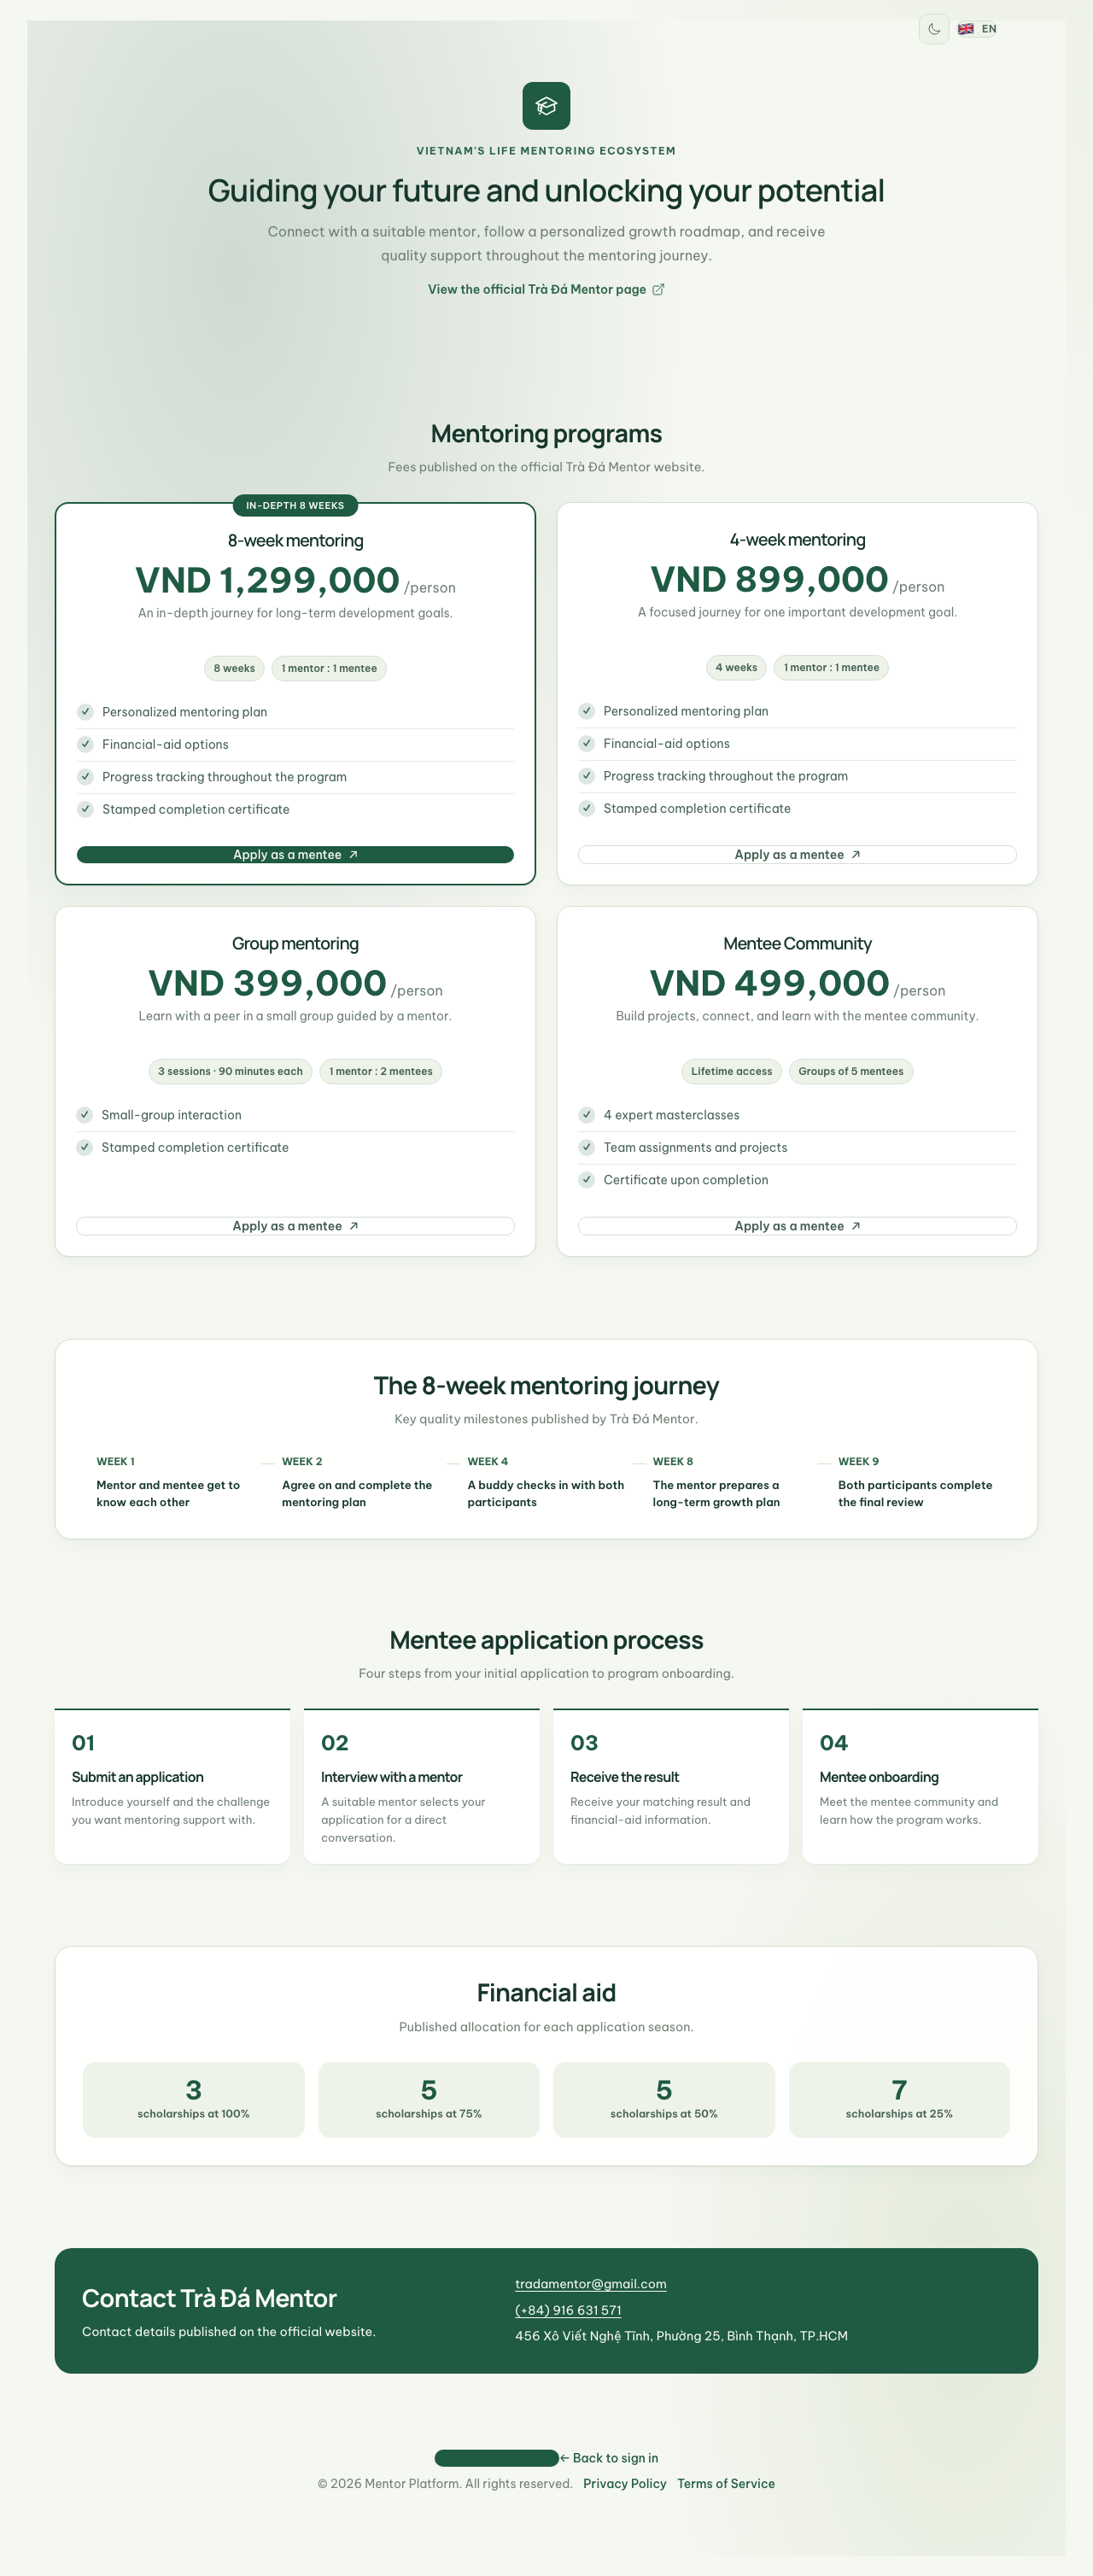 EN
VIETNAM'S LIFE MENTORING ECOSYSTEM
Guiding your future and unlocking your potential
Connect with a suitable mentor, follow a personalized growth roadmap, and receive
quality support throughout the mentoring journey.
View the official Trà Đá Mentor page
Mentoring programs
Fees published on the official Trà Đá Mentor website.
IN-DEPTH 8 WEEKS
8-week mentoring
VND 1,299,000 /person
An in-depth journey for long-term development goals.
8 weeks
1 mentor : 1 mentee
Personalized mentoring plan
Financial-aid options
Progress tracking throughout the program
Stamped completion certificate
Apply as a mentee
4-week mentoring
VND 899,000 /person
A focused journey for one important development goal.
4 weeks
1 mentor : 1 mentee
Personalized mentoring plan
Financial-aid options
Progress tracking throughout the program
Stamped completion certificate
Apply as a mentee
Group mentoring
VND 399,000 /person
Learn with a peer in a small group guided by a mentor.
3 sessions · 90 minutes each
1 mentor : 2 mentees
Small-group interaction
Stamped completion certificate
Apply as a mentee
Mentee Community
VND 499,000 /person
Build projects, connect, and learn with the mentee community.
Lifetime access
Groups of 5 mentees
4 expert masterclasses
Team assignments and projects
Certificate upon completion
Apply as a mentee
The 8-week mentoring journey
Key quality milestones published by Trà Đá Mentor.
WEEK 1
Mentor and mentee get to
know each other
WEEK 2
Agree on and complete the
mentoring plan
WEEK 4
A buddy checks in with both
participants
WEEK 8
The mentor prepares a
long-term growth plan
WEEK 9
Both participants complete
the final review
Mentee application process
Four steps from your initial application to program onboarding.
01
Submit an application
Introduce yourself and the challenge
you want mentoring support with.
02
Interview with a mentor
A suitable mentor selects your
application for a direct
conversation.
03
Receive the result
Receive your matching result and
financial-aid information.
04
Mentee onboarding
Meet the mentee community and
learn how the program works.
Financial aid
Published allocation for each application season.
3
scholarships at 100%
5
scholarships at 75%
5
scholarships at 50%
7
scholarships at 25%
Contact Trà Đá Mentor
Contact details published on the official website.
tradamentor@gmail.com
(+84) 916 631 571
456 Xô Viết Nghệ Tĩnh, Phường 25, Bình Thạnh, TP.HCM
← Back to sign in
© 2026 Mentor Platform. All rights reserved. Privacy Policy Terms of Service